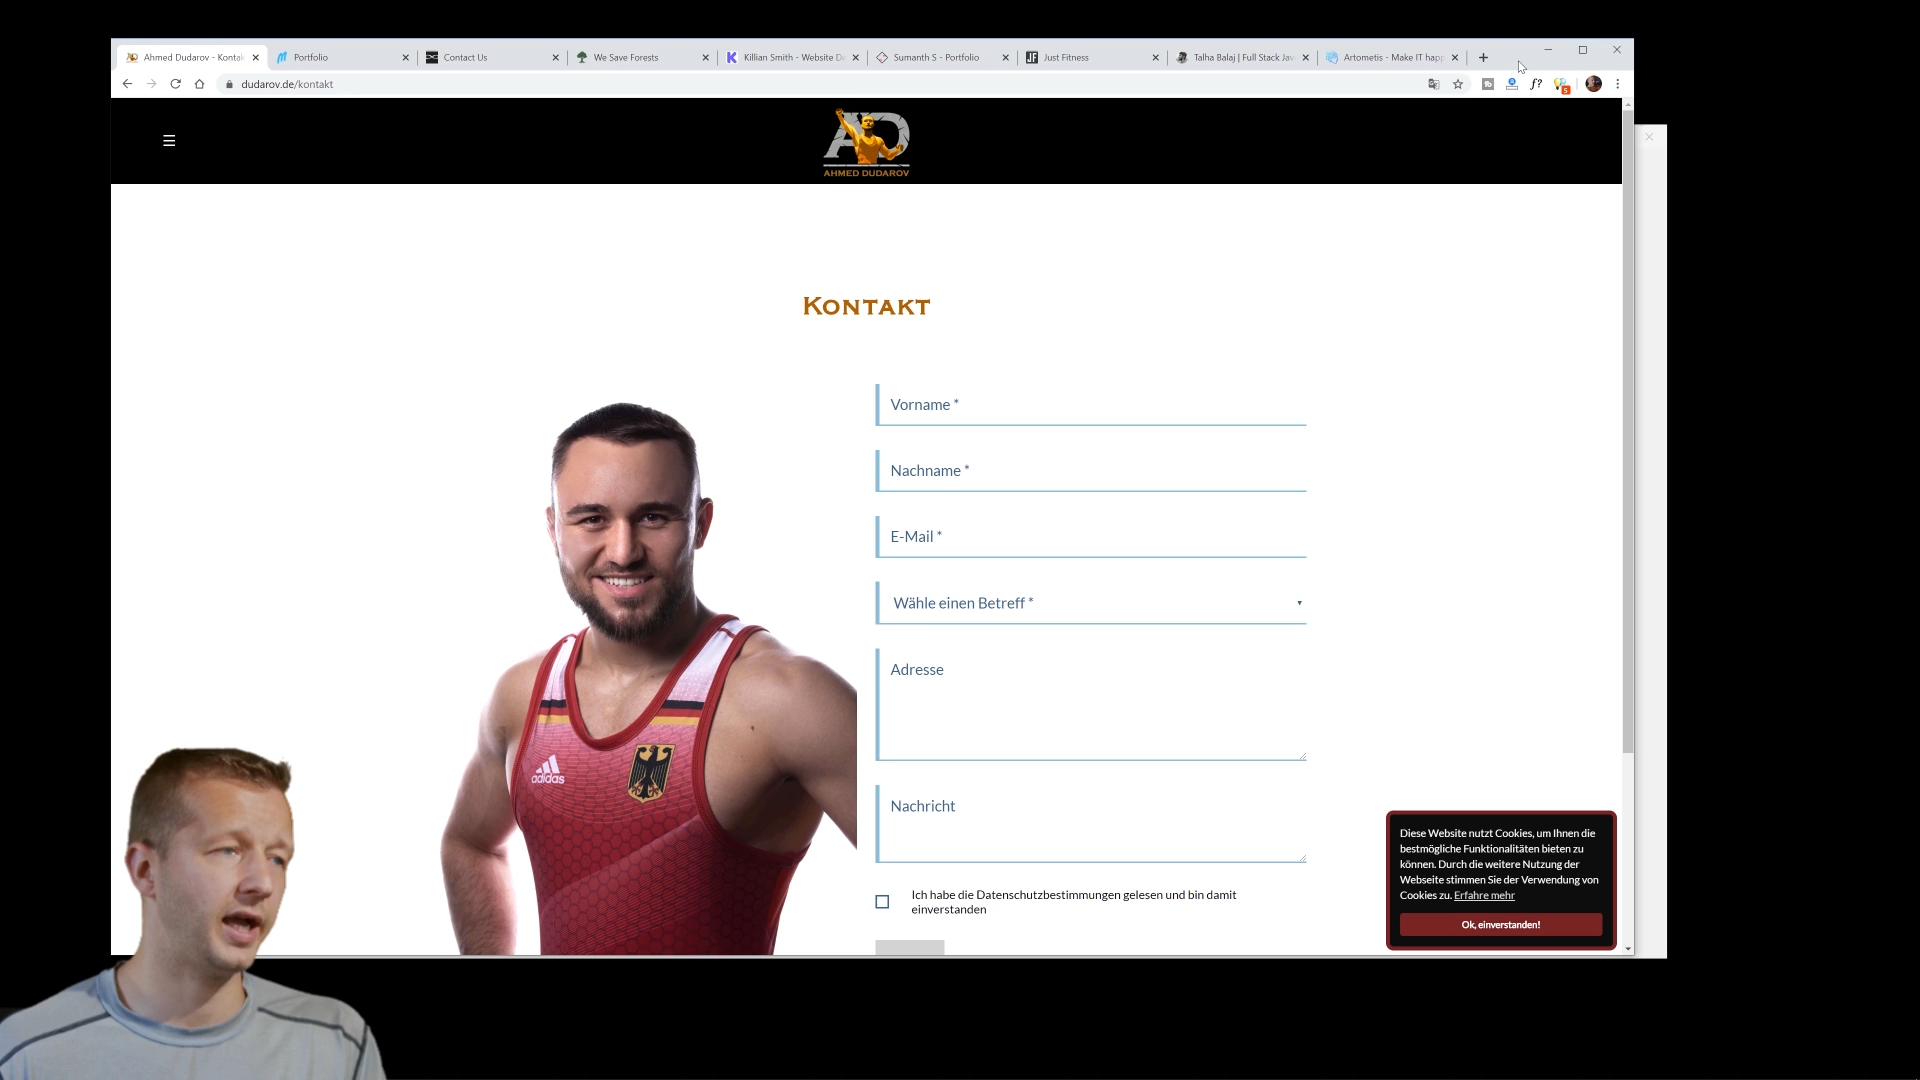 Ahmed Dudarov - Kontak
Portfolio
Contact Us
We Save Forests
Killian Smith - Website D
Sumanth S - Portfolio
Just Fitness
Talha Balaj | Full Stack Jav
Artometis - Make IT happ
dudarov.de/kontakt
f?
5
AD
AHMED DUDAROV
KONTAKT
Vorname *
Nachname *
E-Mail *
Wähle einen Betreff *
Adresse
Nachricht
Ich habe die Datenschutzbestimmungen gelesen und bin damit
einverstanden
adidas
Diese Website nutzt Cookies, um Ihnen die
bestmögliche Funktionalitäten bieten zu
können. Durch die weitere Nutzung der
Webseite stimmen Sie der Verwendung von
Cookies zu. Erfahre mehr
Ok, einverstanden!